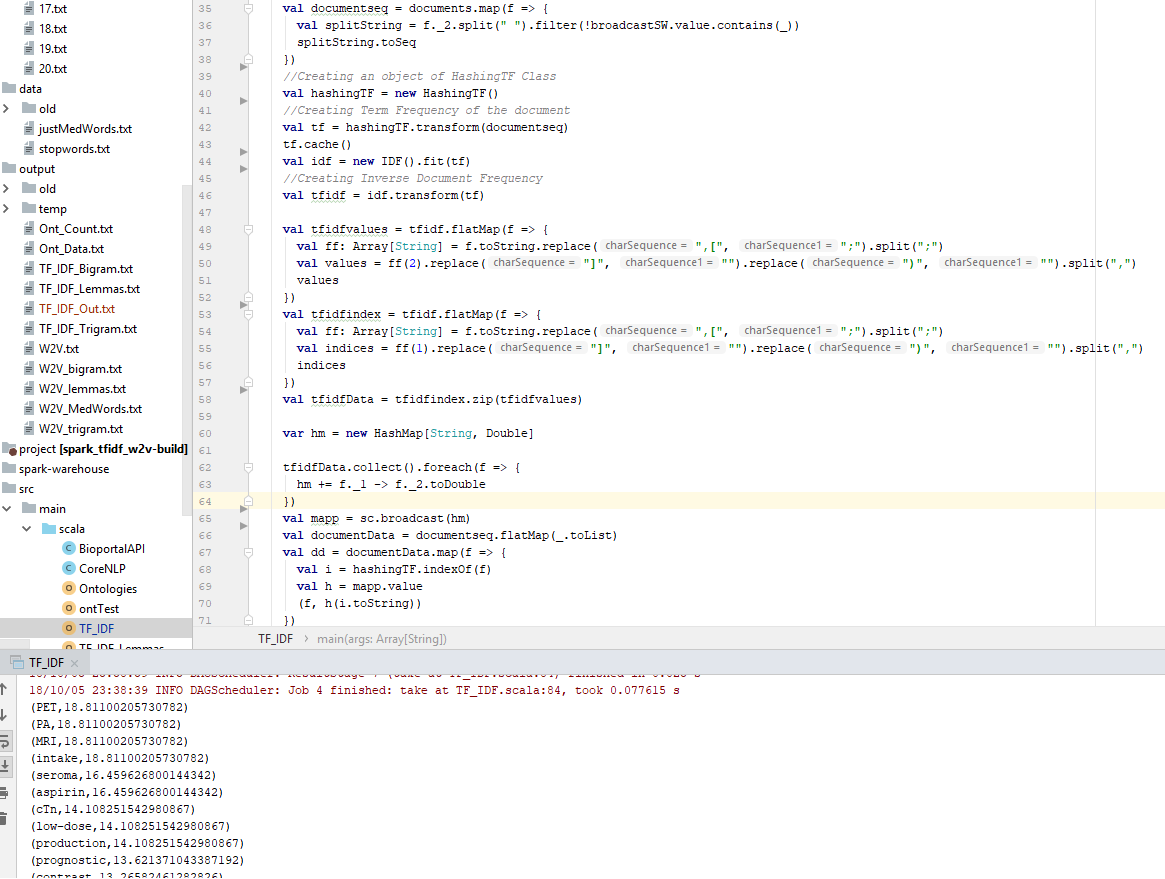 17.txt
18.txt
19.txt
20.txt
data
old
justMedWords.txt
stopwords.txt
output
old
temp
Ont_Count.txt
Ont_Data.txt
TF_IDF_Bigram.txt
TF_IDF_Lemmas.txt
TF_IDF_Out.txt
TF_IDF_Trigram.txt
W2V.txt
W2V_bigram.txt
W2V_lemmas.txt
W2V_MedWords.txt
W2V_trigram.txt
project [spark_tfidf_w2v-build]
spark-warehouse
src
main
scala
BioportalAPI
CoreNLP
Ontologies
ontTest
TF_IDF
TF_IDF_Lemmas
35 val documentseq = documents.map(f => {
36 val splitString = f._2.split(" ").filter(!broadcastSW.value.contains(_))
37 splitString.toSeq
38 })
39 //Creating an object of HashingTF Class
40 val hashingTF = new HashingTF()
41 //Creating Term Frequency of the document
42 val tf = hashingTF.transform(documentseq)
43 tf.cache()
44 val idf = new IDF().fit(tf)
45 //Creating Inverse Document Frequency
46 val tfidf = idf.transform(tf)
47
48 val tfidfvalues = tfidf.flatMap(f => {
49 val ff: Array[String] = f.toString.replace( charSequence = ",[", charSequence1 = ";").split(";")
50 val values = ff(2).replace( charSequence = "]", charSequence1 = "").replace( charSequence = ")", charSequence1 = "").split(",")
51 values
52 })
53 val tfidfindex = tfidf.flatMap(f => {
54 val ff: Array[String] = f.toString.replace( charSequence = ",[", charSequence1 = ";").split(";")
55 val indices = ff(1).replace( charSequence = "]", charSequence1 = "").replace( charSequence = ")", charSequence1 = "").split(",")
56 indices
57 })
58 val tfidfData = tfidfindex.zip(tfidfvalues)
59
60 var hm = new HashMap[String, Double]
61
62 tfidfData.collect().foreach(f => {
63 hm += f._1 -> f._2.toDouble
64 })
65 val mapp = sc.broadcast(hm)
66 val documentData = documentseq.flatMap(_.toList)
67 val dd = documentData.map(f => {
68 val i = hashingTF.indexOf(f)
69 val h = mapp.value
70 (f, h(i.toString))
71 })
TF_IDF main(args: Array[String])
TF_IDF
18/10/05 23:38:39 INFO DAGScheduler: Job 4 finished: take at TF_IDF.scala:84, took 0.077615 s
(PET,18.81100205730782)
(PA,18.81100205730782)
(MRI,18.81100205730782)
(intake,18.81100205730782)
(seroma,16.459626800144342)
(aspirin,16.459626800144342)
(cTn,14.108251542980867)
(low-dose,14.108251542980867)
(production,14.108251542980867)
(prognostic,13.621371043387192)
(contrast,13.26582461282826)